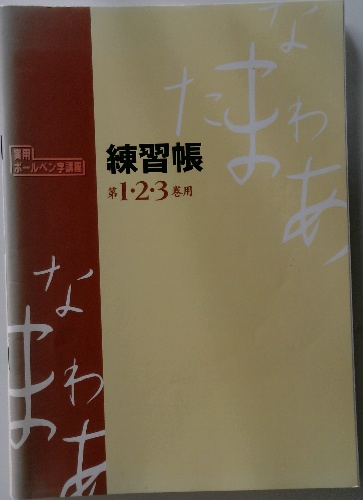 実用
ボールペン字講座
練習帳
第1・2・3巻用
な
た
ま
わ
あ
な
ま
わ
あ